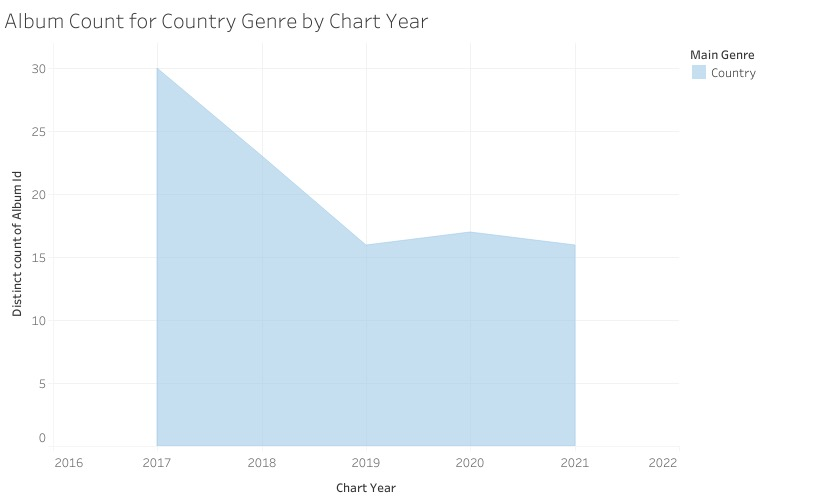 Album Count for Country Genre by Chart Year
Main Genre
Country
Distinct count of Album Id
30
25
20
15
10
5
0
2016 2017 2018 2019 2020 2021 2022
Chart Year